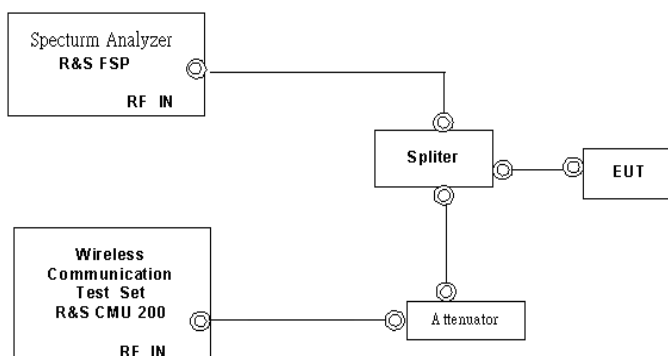 Specturm Analyzer
R&S FSP
RF IN
Spliter
EUT
Wireless
Communication
Test Set
R&S CMU 200
RF IN
Attenuator